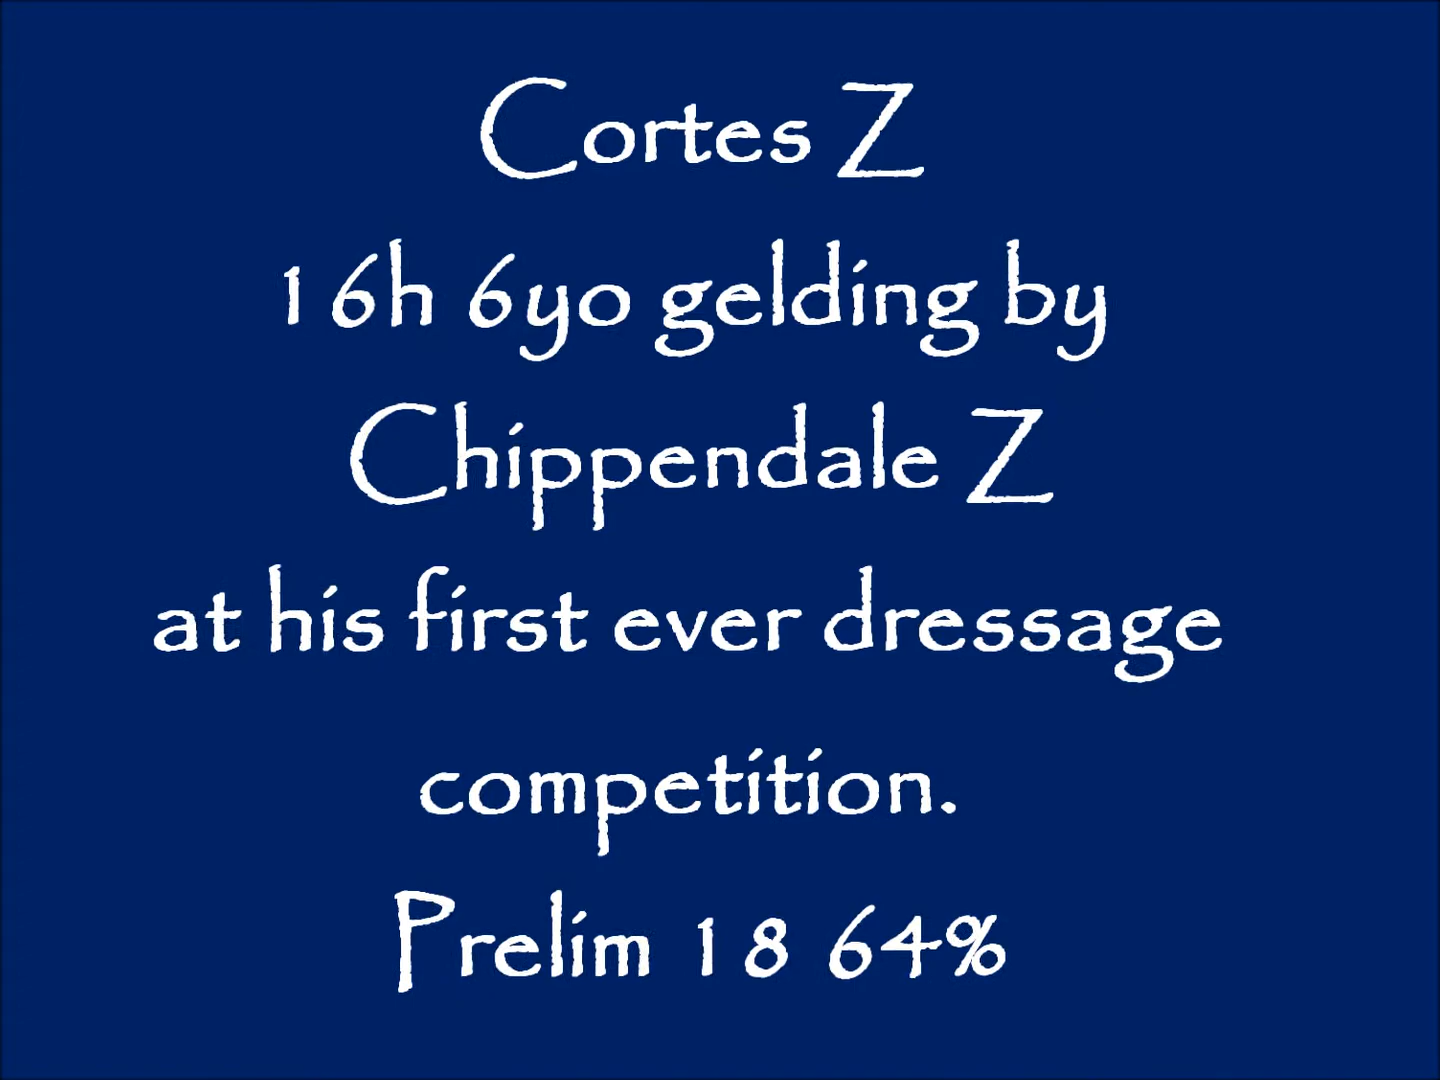 Cortes Z
16h 6yo gelding by
Chippendale Z
at his first ever dressage
competition.
Prelim 18 64%